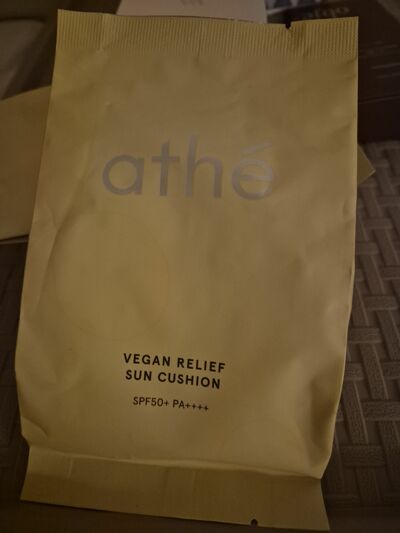 athé
VEGAN RELIEF
SUN CUSHION
SPF50+ PA++++